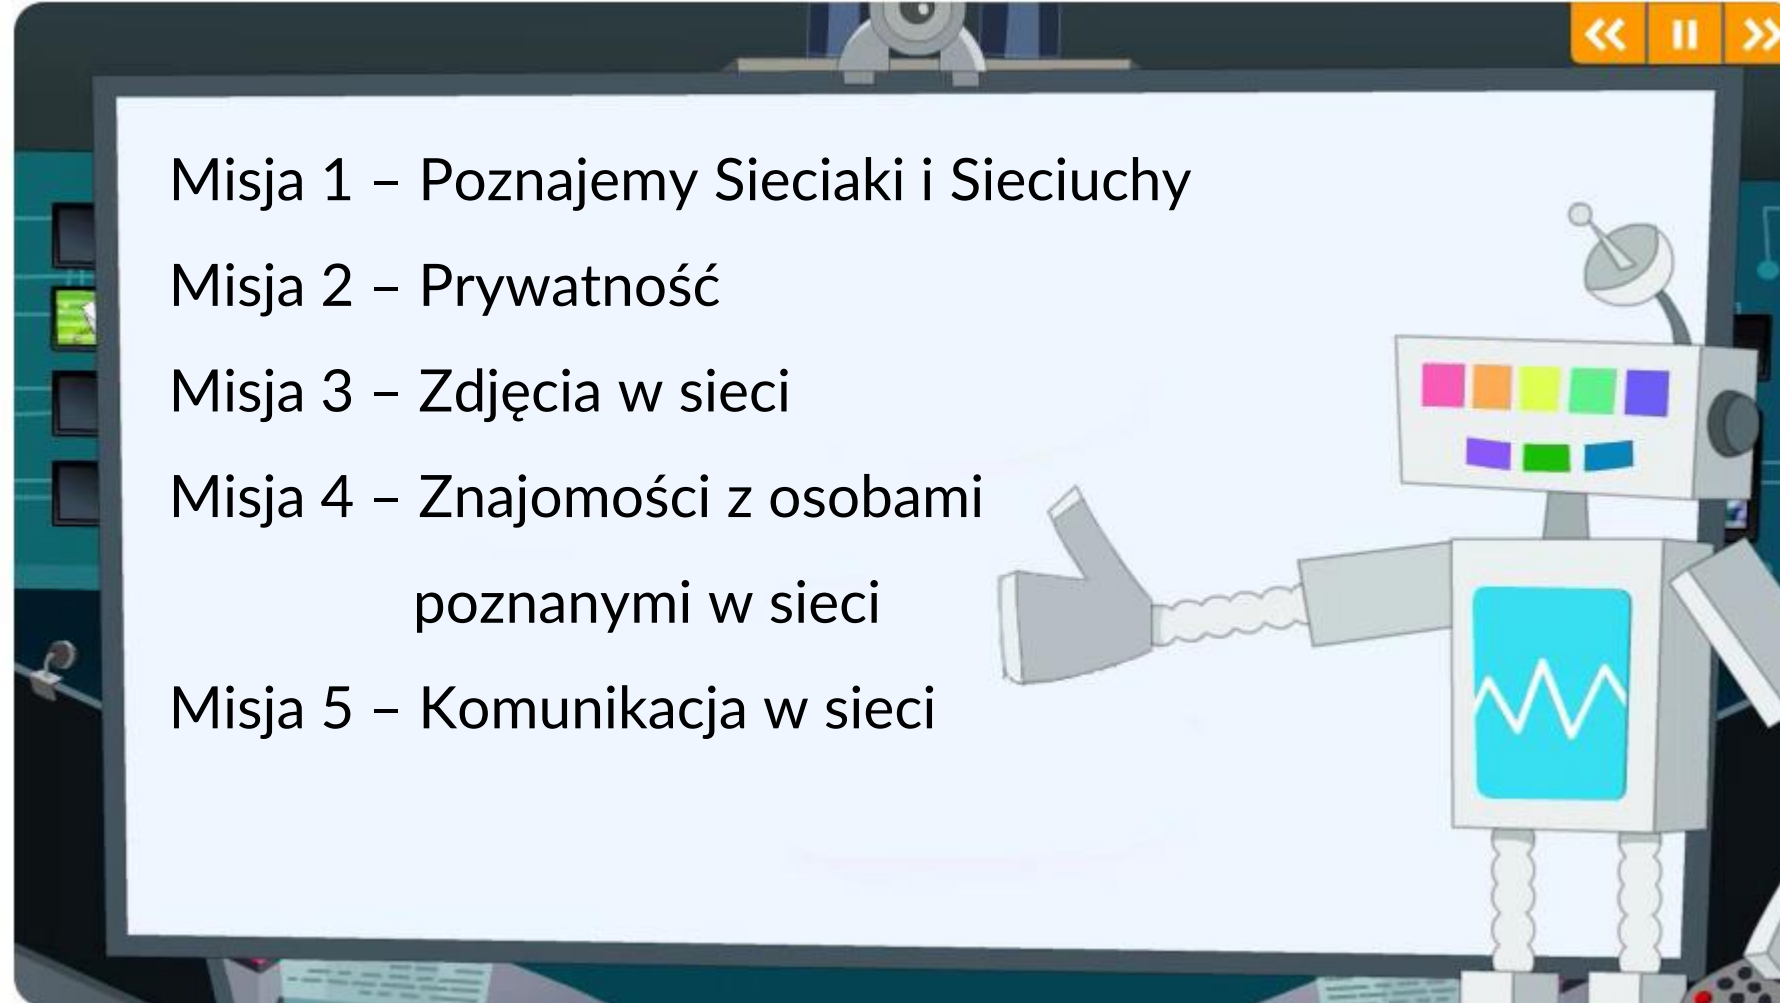 Misja 1 – Poznajemy Sieciaki i Sieciuchy
Misja 2 – Prywatność
Misja 3 – Zdjęcia w sieci
Misja 4 – Znajomości z osobami
poznanymi w sieci
Misja 5 – Komunikacja w sieci